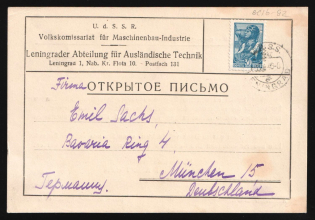 U. d. S. S. R.
Volkskomissariat für Maschinenbau-Industrie
Leningrader Abteilung für Ausländische Technik
Leningrad 1, Nab. Kr. Flota 10. - Postfach 131
Firma ОТКРЫТОЕ ПИСЬМО
Emil Sachs,
Bavaria Ring 4,
München 15
Германия. Deutschland